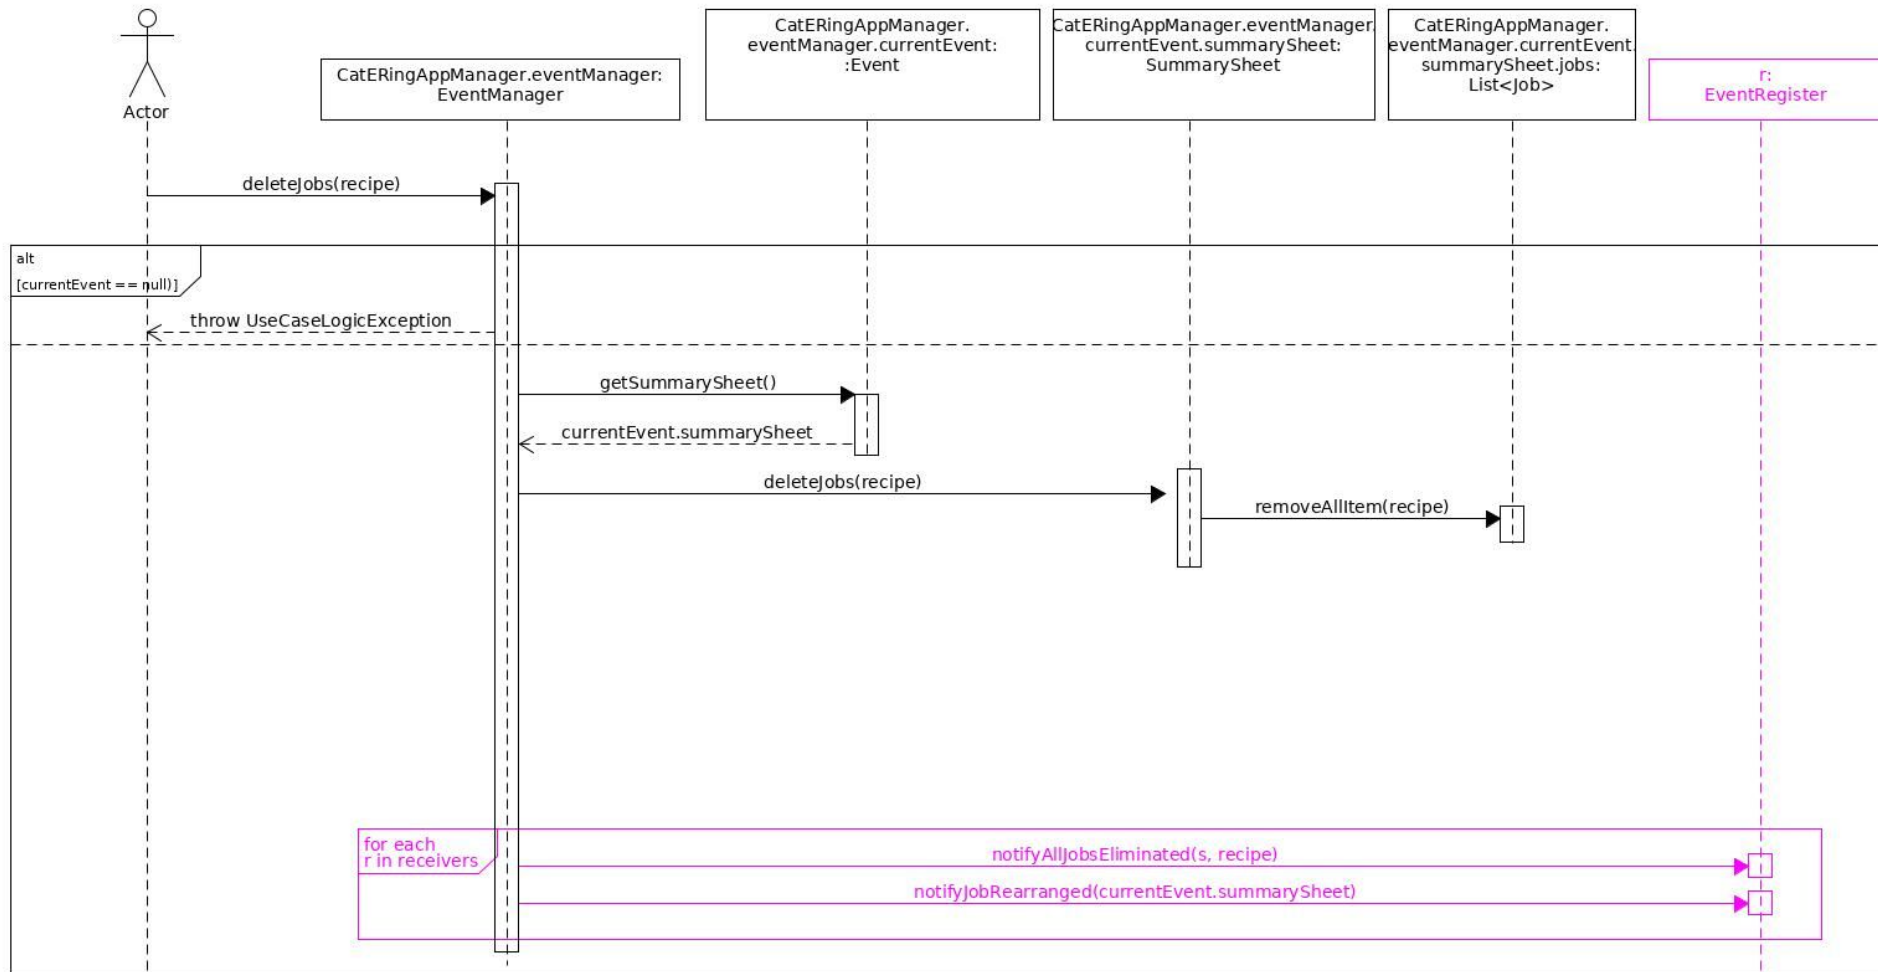 Actor
CatERingAppManager.eventManager:
EventManager
CatERingAppManager.
eventManager.currentEvent:
:Event
CatERingAppManager.eventManager.
currentEvent.summarySheet:
SummarySheet
CatERingAppManager.
eventManager.currentEvent.
summarySheet.jobs:
List<Job>
r:
EventRegister
deleteJobs(recipe)
alt
[currentEvent == null)]
throw UseCaseLogicException
getSummarySheet()
currentEvent.summarySheet
deleteJobs(recipe)
removeAllItem(recipe)
for each
r in receivers
notifyAllJobsEliminated(s, recipe)
notifyJobRearranged(currentEvent.summarySheet)